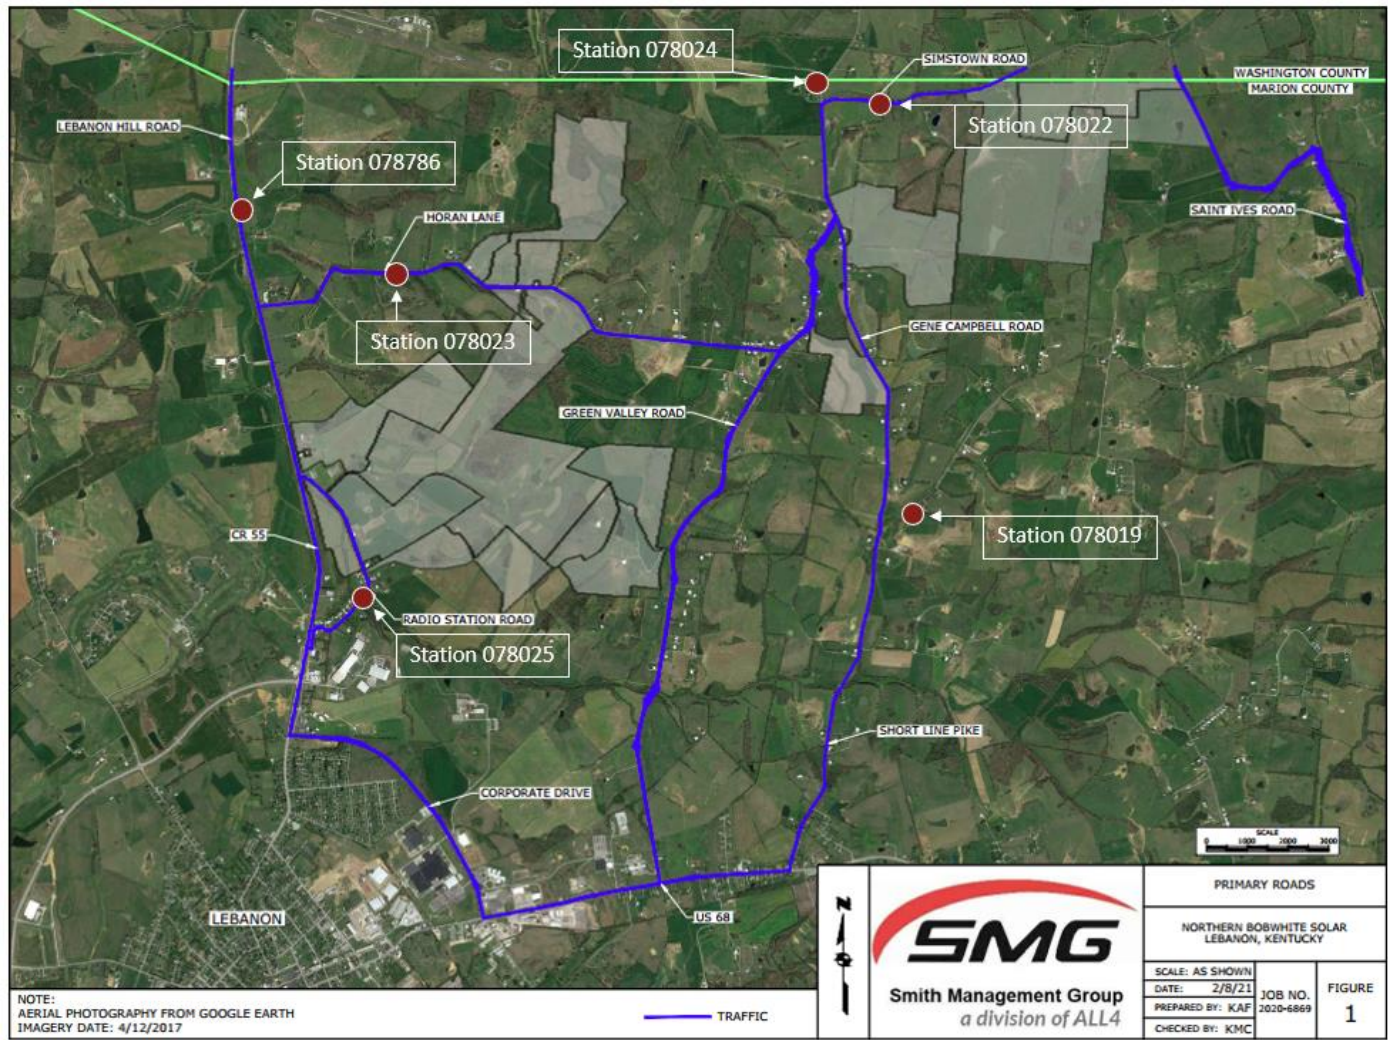 Station 078024
SIMSTOWN ROAD
WASHINGTON COUNTY
MARION COUNTY
LEBANON HILL ROAD
Station 078022
Station 078786
HORAN LANE
SAINT IVES ROAD
Station 078023
GENE CAMPBELL ROAD
GREEN VALLEY ROAD
CR 55
Station 078019
RADIO STATION ROAD
Station 078025
SHORT LINE PIKE
CORPORATE DRIVE
SCALE
0 1000 2000 3000
LEBANON
US 68
NOTE:
AERIAL PHOTOGRAPHY FROM GOOGLE EARTH
IMAGERY DATE: 4/12/2017
TRAFFIC
N
SMG
Smith Management Group
a division of ALL4
PRIMARY ROADS
NORTHERN BOBWHITE SOLAR
LEBANON, KENTUCKY
SCALE: AS SHOWN
DATE: 2/8/21
PREPARED BY: KAF
CHECKED BY: KMC
JOB NO.
2020-6869
FIGURE
1